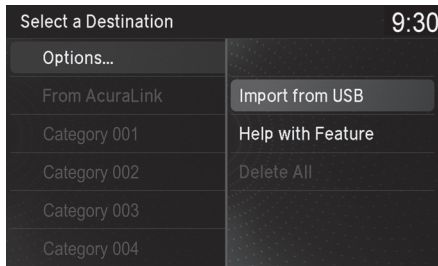 Select a Destination
9:30
Options...
From AcuraLink
Category 001
Category 002
Category 003
Category 004
Import from USB
Help with Feature
Delete All